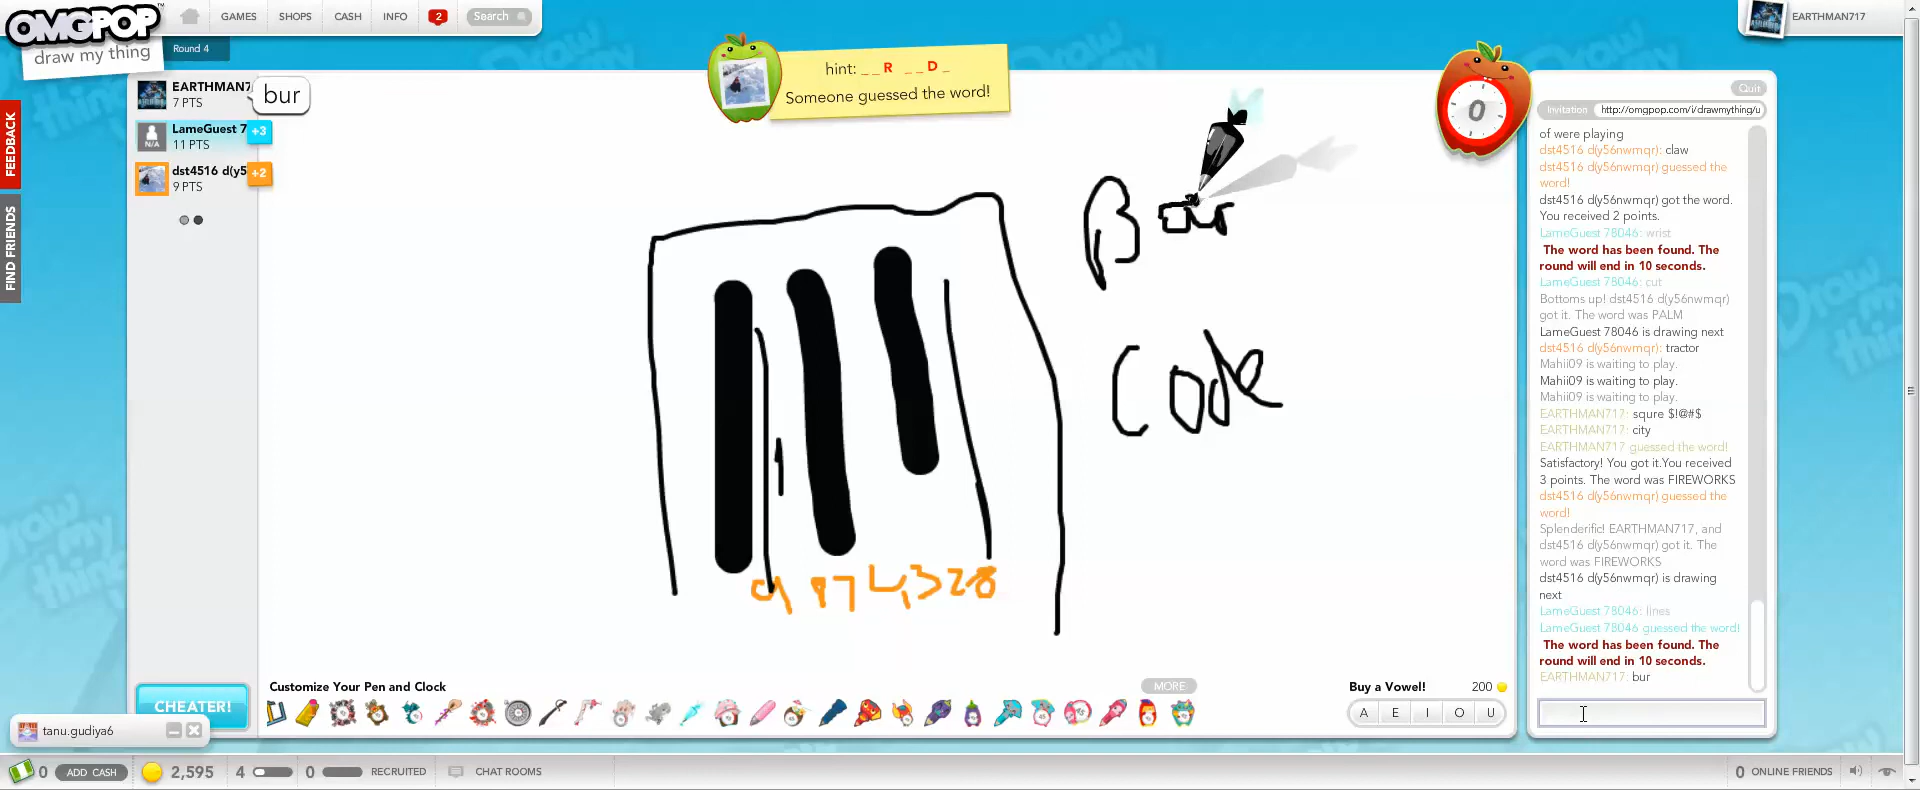 OMGPOP™
draw my thing
GAMES SHOPS CASH INFO 2 Search
EARTHMAN717
Round 4
FEEDBACK
FIND FRIENDS
EARTHMAN7
7 PTS
bur
LameGuest 7 +3
N/A
11 PTS
dst4516 d(y5 +2
9 PTS
hint: _ _ R _ _ D _
Someone guessed the word!
0
Bar
Code
9874328
Quit
Invitation http://omgpop.com/i/drawmything/u
of were playing
dst4516 d(y56nwmqr): claw
dst4516 d(y56nwmqr) guessed the
word!
dst4516 d(y56nwmqr) got the word.
You received 2 points.
LameGuest 78046: wrist
The word has been found. The
round will end in 10 seconds.
LameGuest 78046: cut
Bottoms up! dst4516 d(y56nwmqr)
got it. The word was PALM
LameGuest 78046 is drawing next
dst4516 d(y56nwmqr): tractor
Mahii09 is waiting to play.
Mahii09 is waiting to play.
Mahii09 is waiting to play.
EARTHMAN717: squre $!@#$
EARTHMAN717: city
EARTHMAN717 guessed the word!
Satisfactory! You got it.You received
3 points. The word was FIREWORKS
dst4516 d(y56nwmqr) guessed the
word!
Splenderific! EARTHMAN717, and
dst4516 d(y56nwmqr) got it. The
word was FIREWORKS
dst4516 d(y56nwmqr) is drawing
next
LameGuest 78046: lines
LameGuest 78046 guessed the word!
The word has been found. The
round will end in 10 seconds.
EARTHMAN717: bur
Customize Your Pen and Clock MORE
Buy a Vowel! 200
A E I O U
CHEATER!
tanu.gudiya6
0 ADD CASH 2,595 4 0 RECRUITED CHAT ROOMS 0 ONLINE FRIENDS